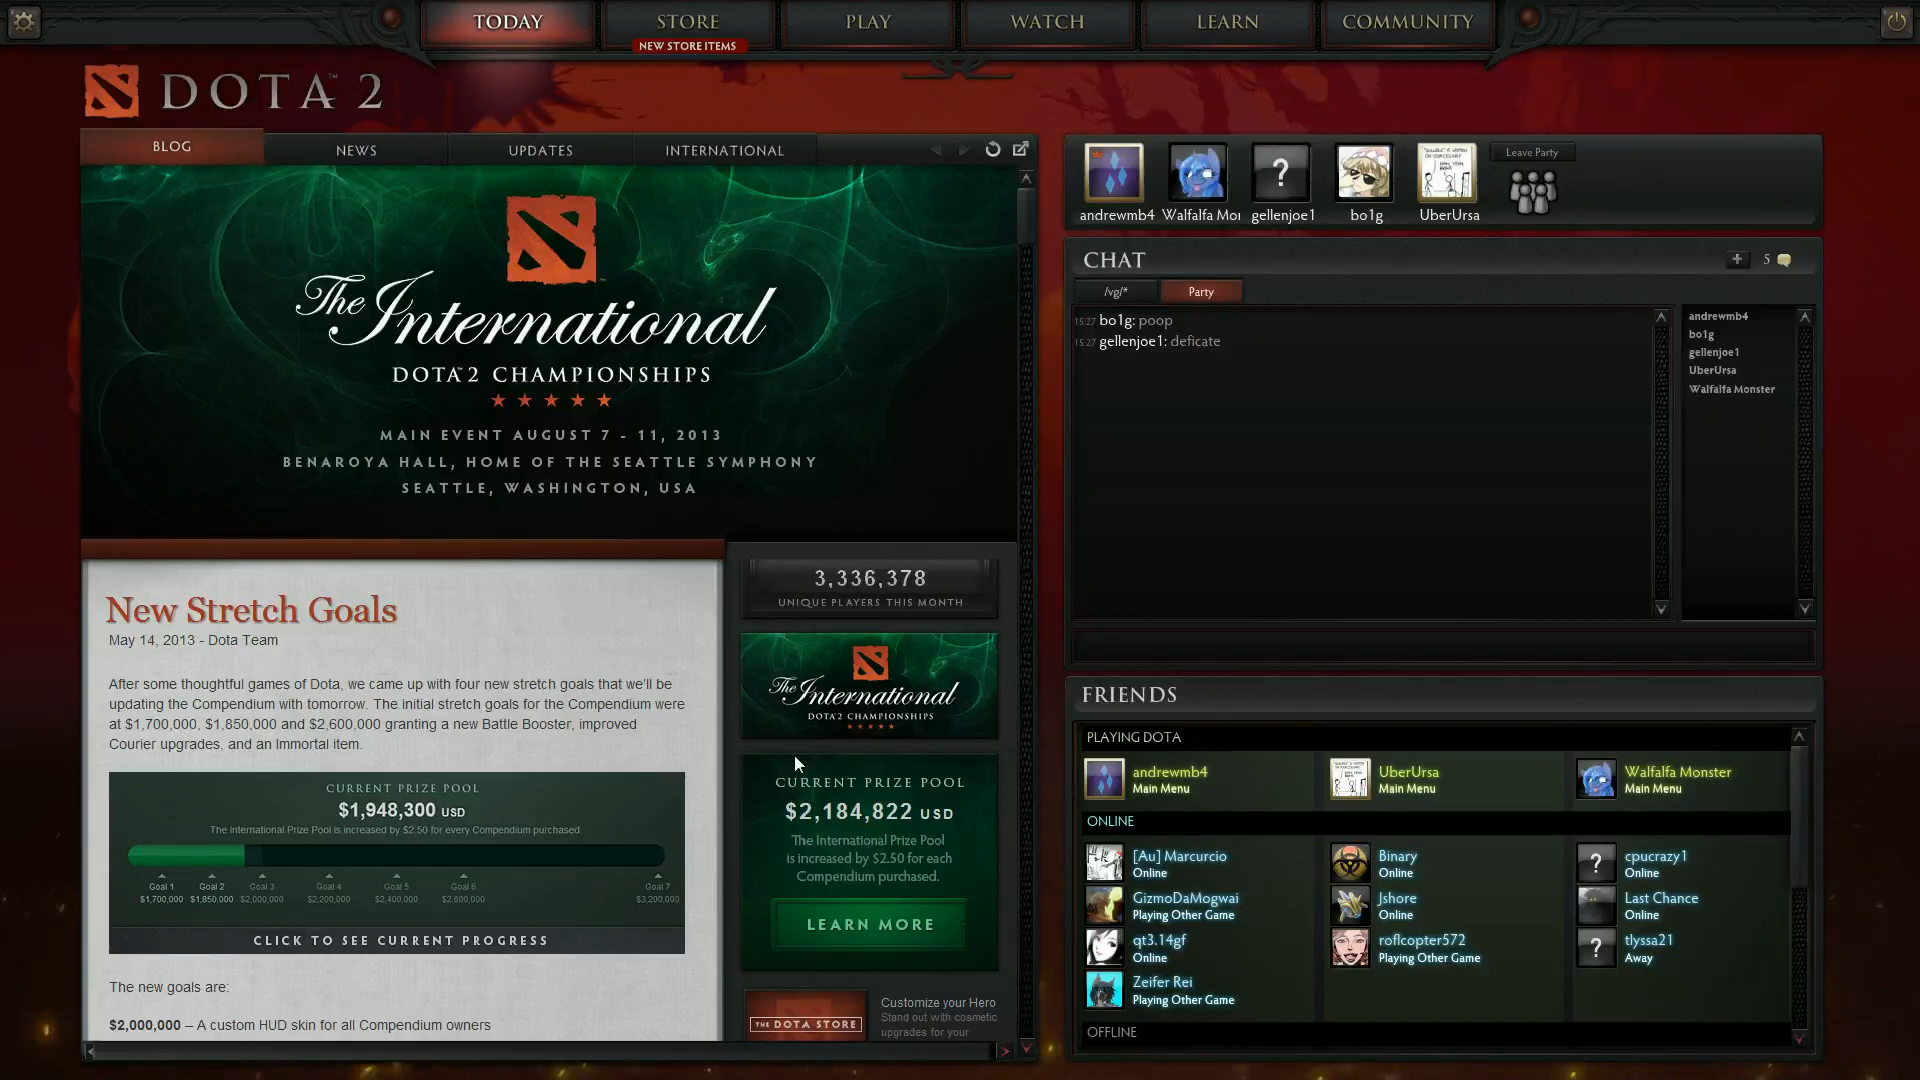 TODAY
STORE
NEW STORE ITEMS
PLAY
WATCH
LEARN
COMMUNITY
DOTA™ 2
BLOG
NEWS
UPDATES
INTERNATIONAL
The International
DOTA™2 CHAMPIONSHIPS
MAIN EVENT AUGUST 7 - 11, 2013
BENAROYA HALL, HOME OF THE SEATTLE SYMPHONY
SEATTLE, WASHINGTON, USA
New Stretch Goals
May 14, 2013 - Dota Team
After some thoughtful games of Dota, we came up with four new stretch goals that we'll be
updating the Compendium with tomorrow. The initial stretch goals for the Compendium were
at $1,700,000, $1,850,000 and $2,600,000 granting a new Battle Booster, improved
Courier upgrades, and an Immortal item.
CURRENT PRIZE POOL
$1,948,300 USD
The International Prize Pool is increased by $2.50 for every Compendium purchased.
Goal 1 Goal 2 Goal 3 Goal 4 Goal 5 Goal 6 Goal 7
$1,700,000 $1,850,000 $2,000,000 $2,200,000 $2,400,000 $2,600,000 $3,200,000
CLICK TO SEE CURRENT PROGRESS
The new goals are:
$2,000,000 – A custom HUD skin for all Compendium owners
3,336,378
UNIQUE PLAYERS THIS MONTH
The International
DOTA™2 CHAMPIONSHIPS
CURRENT PRIZE POOL
$2,184,822 USD
The International Prize Pool
is increased by $2.50 for each
Compendium purchased.
LEARN MORE
THE DOTA STORE
Customize your Hero
Stand out with cosmetic
upgrades for your
andrewmb4
Walfalfa Mo
?
gellenjoe1
bo1g
UberUrsa
Leave Party
CHAT
+
5
/vg/*
Party
15:27 bo1g: poop
15:27 gellenjoe1: deficate
andrewmb4
bo1g
gellenjoe1
UberUrsa
Walfalfa Monster
FRIENDS
PLAYING DOTA
andrewmb4
Main Menu
UberUrsa
Main Menu
Walfalfa Monster
Main Menu
ONLINE
[Au] Marcurcio
Online
Binary
Online
?
cpucrazy1
Online
GizmoDaMogwai
Playing Other Game
Jshore
Online
Last Chance
Online
qt3.14gf
Online
roflcopter572
Playing Other Game
?
tlyssa21
Away
Zeifer Rei
Playing Other Game
OFFLINE